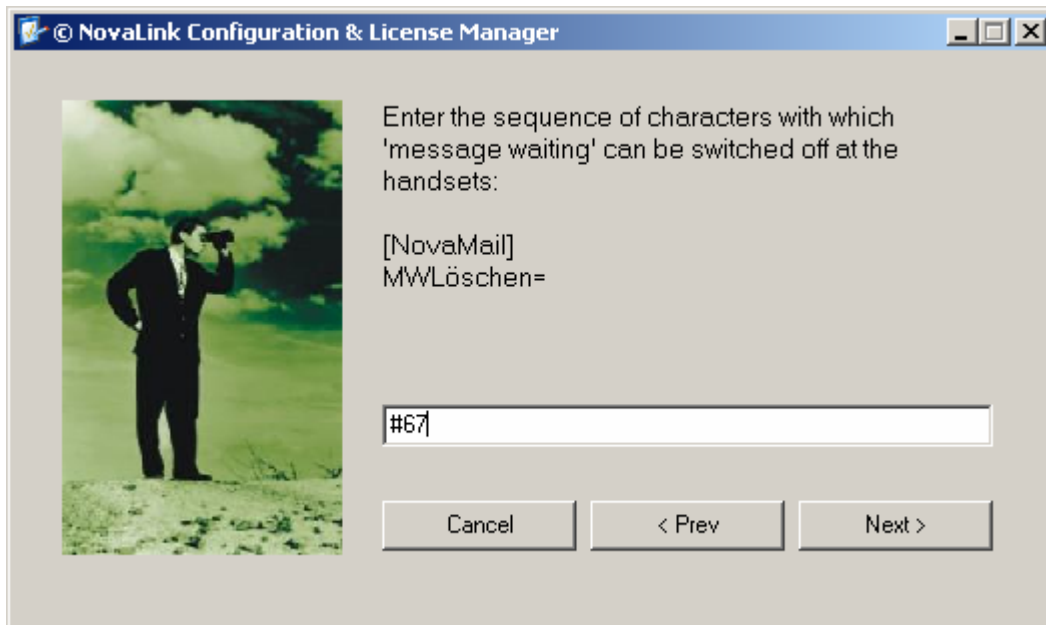 © NovaLink Configuration & License Manager
Enter the sequence of characters with which
'message waiting' can be switched off at the
handsets:
[NovaMail]
MWLöschen=
#67
Cancel
< Prev
Next >